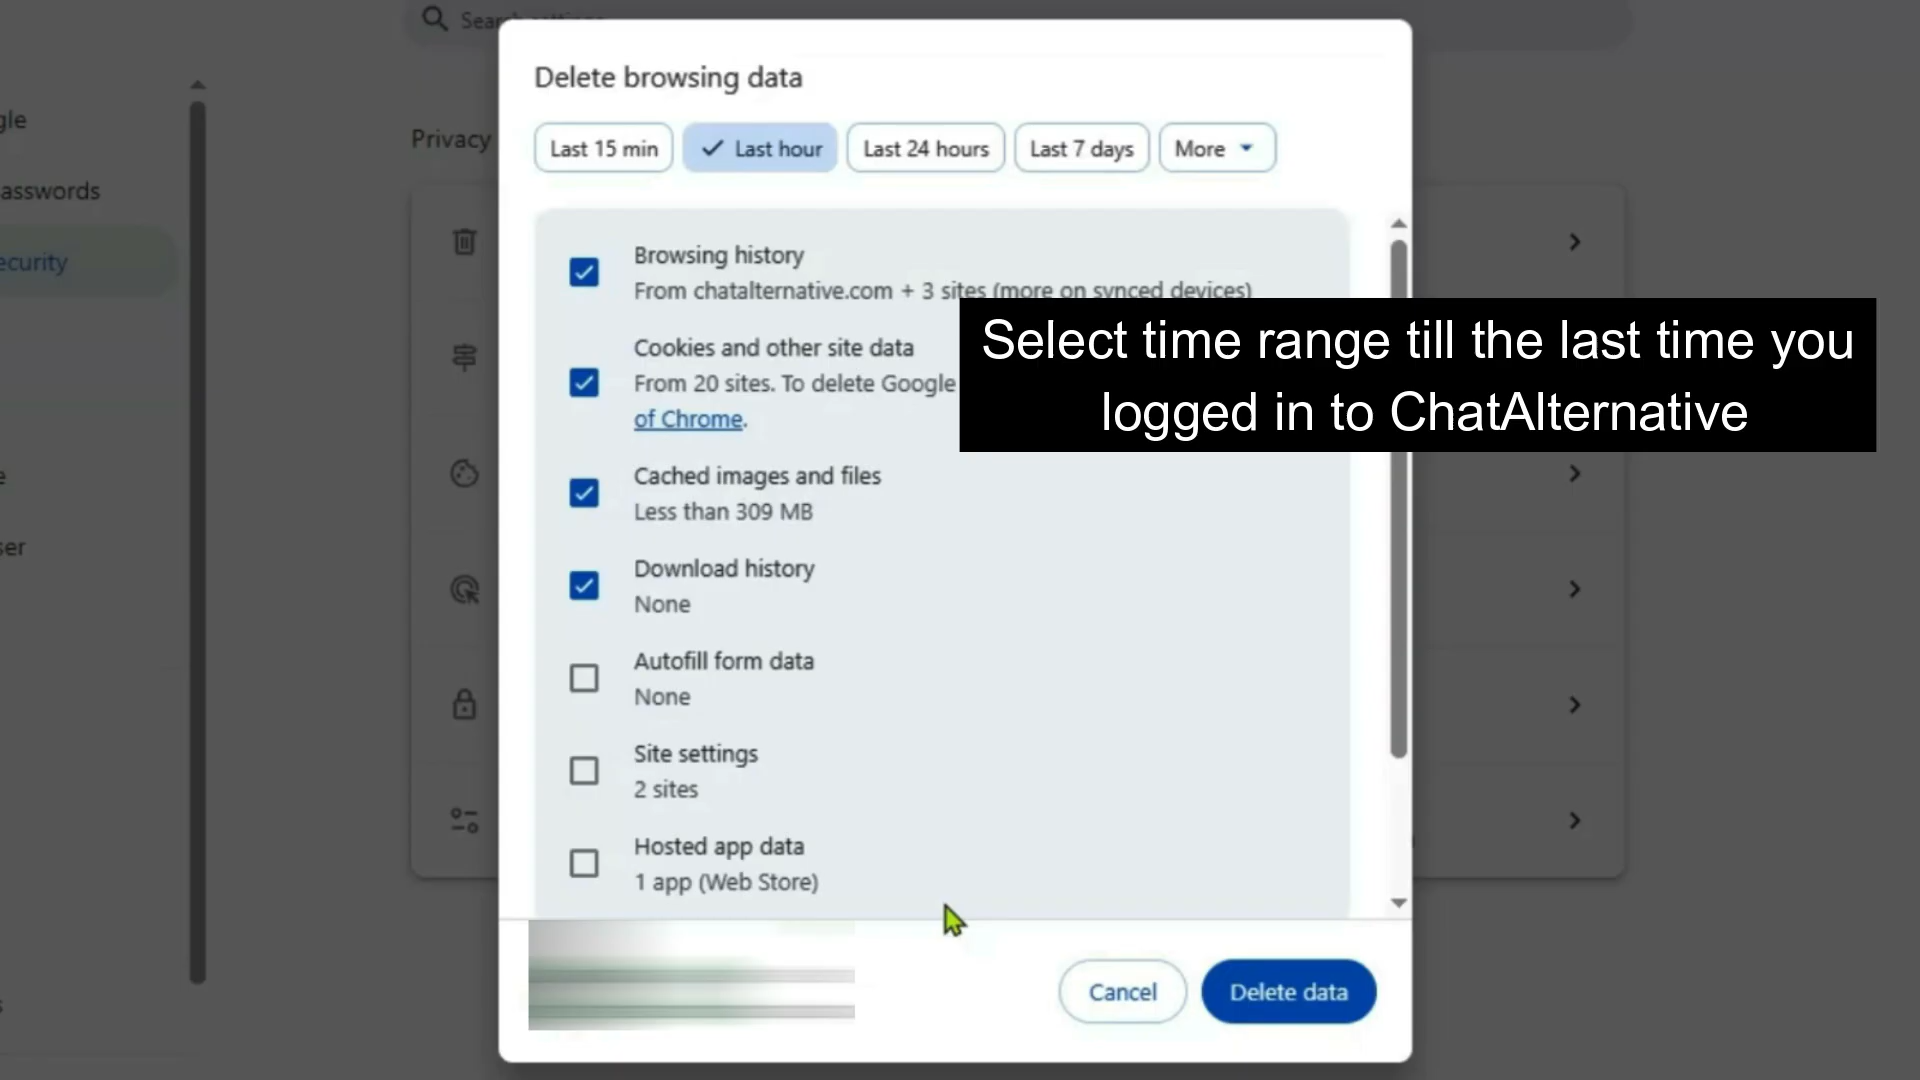 Delete browsing data
Last 15 min
Last hour
Last 24 hours
Last 7 days
More
Privacy
gle
asswords
ecurity
e
ser
s
Browsing history
From chatalternative.com + 3 sites (more on synced devices)
Cookies and other site data
From 20 sites. To delete Google
of Chrome.
Select time range till the last time you
logged in to ChatAlternative
Cached images and files
Less than 309 MB
Download history
None
Autofill form data
None
Site settings
2 sites
Hosted app data
1 app (Web Store)
Cancel
Delete data